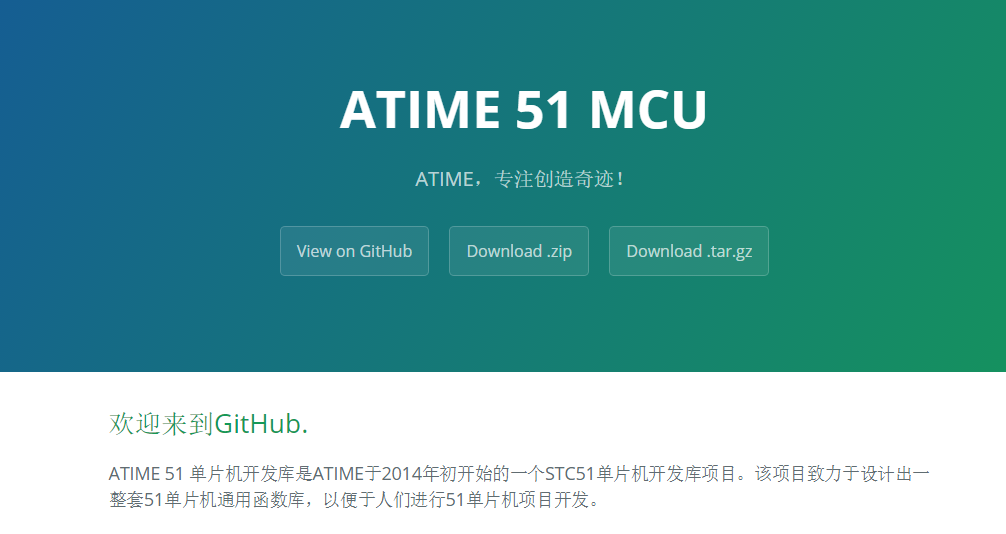 ATIME 51 MCU
ATIME，专注创造奇迹！
View on GitHub
Download .zip
Download .tar.gz
欢迎来到GitHub.
ATIME 51 单片机开发库是ATIME于2014年初开始的一个STC51单片机开发库项目。该项目致力于设计出一
整套51单片机通用函数库，以便于人们进行51单片机项目开发。